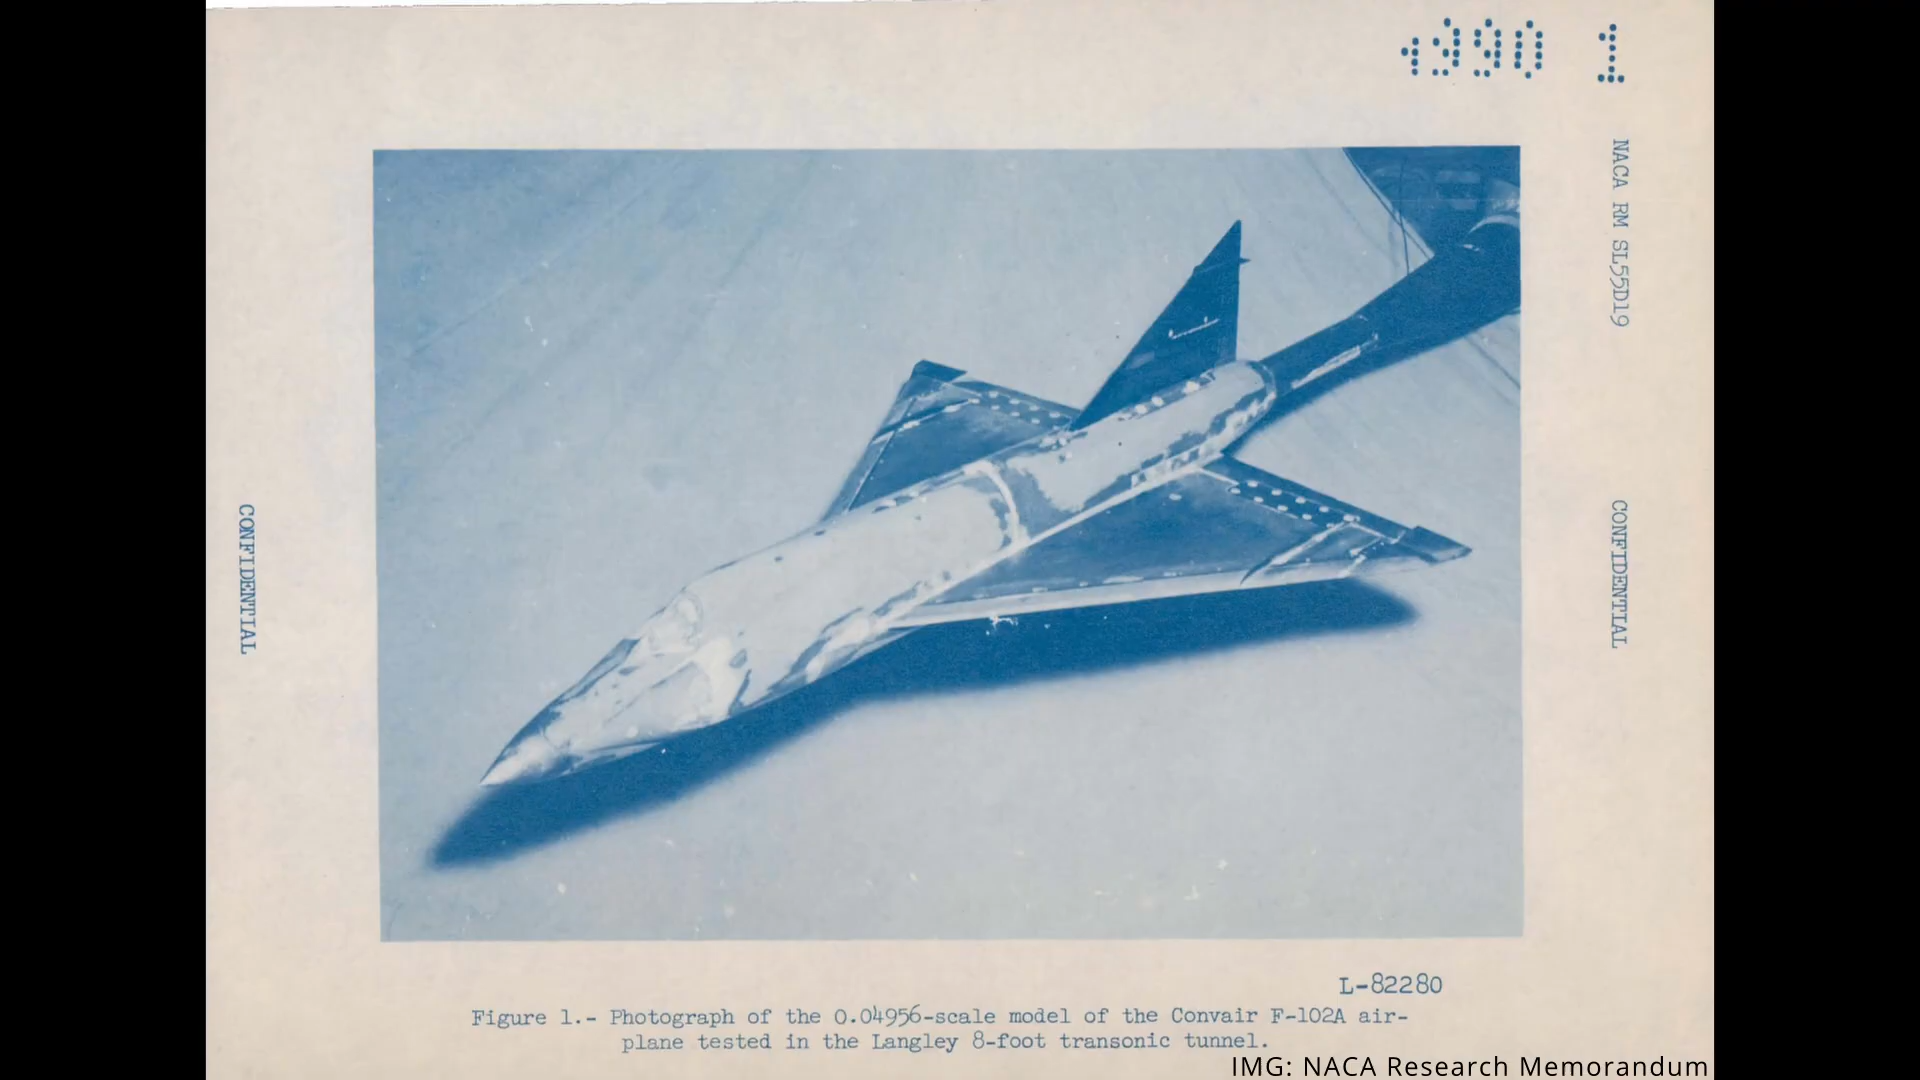 4390 1
NACA RM SL55D19
CONFIDENTIAL
CONFIDENTIAL
L-82280
Figure 1.- Photograph of the 0.04956-scale model of the Convair F-102A air-
plane tested in the Langley 8-foot transonic tunnel.
IMG: NACA Research Memorandum